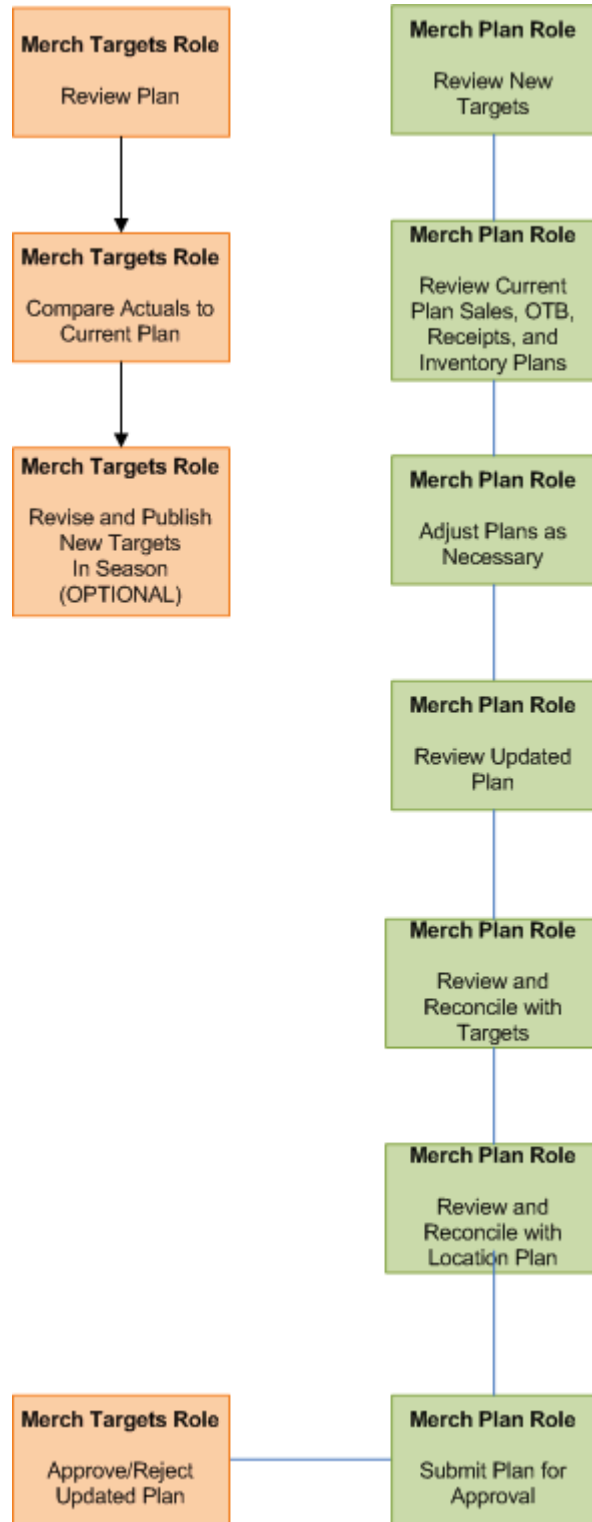 Merch Targets Role
Review Plan
Merch Targets Role
Compare Actuals to
Current Plan
Merch Targets Role
Revise and Publish
New Targets
In Season
(OPTIONAL)
Merch Plan Role
Review New
Targets
Merch Plan Role
Review Current
Plan Sales, OTB,
Receipts, and
Inventory Plans
Merch Plan Role
Adjust Plans as
Necessary
Merch Plan Role
Review Updated
Plan
Merch Plan Role
Review and
Reconcile with
Targets
Merch Plan Role
Review and
Reconcile with
Location Plan
Merch Plan Role
Submit Plan for
Approval
Merch Targets Role
Approve/Reject
Updated Plan